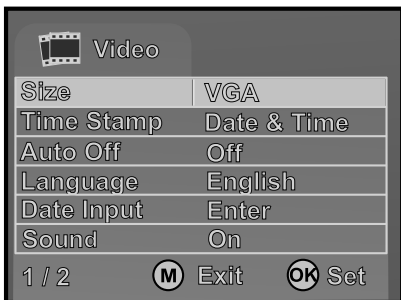 Video
Size VGA
Time Stamp Date & Time
Auto Off Off
Language English
Date Input Enter
Sound On
1 / 2 M Exit OK Set